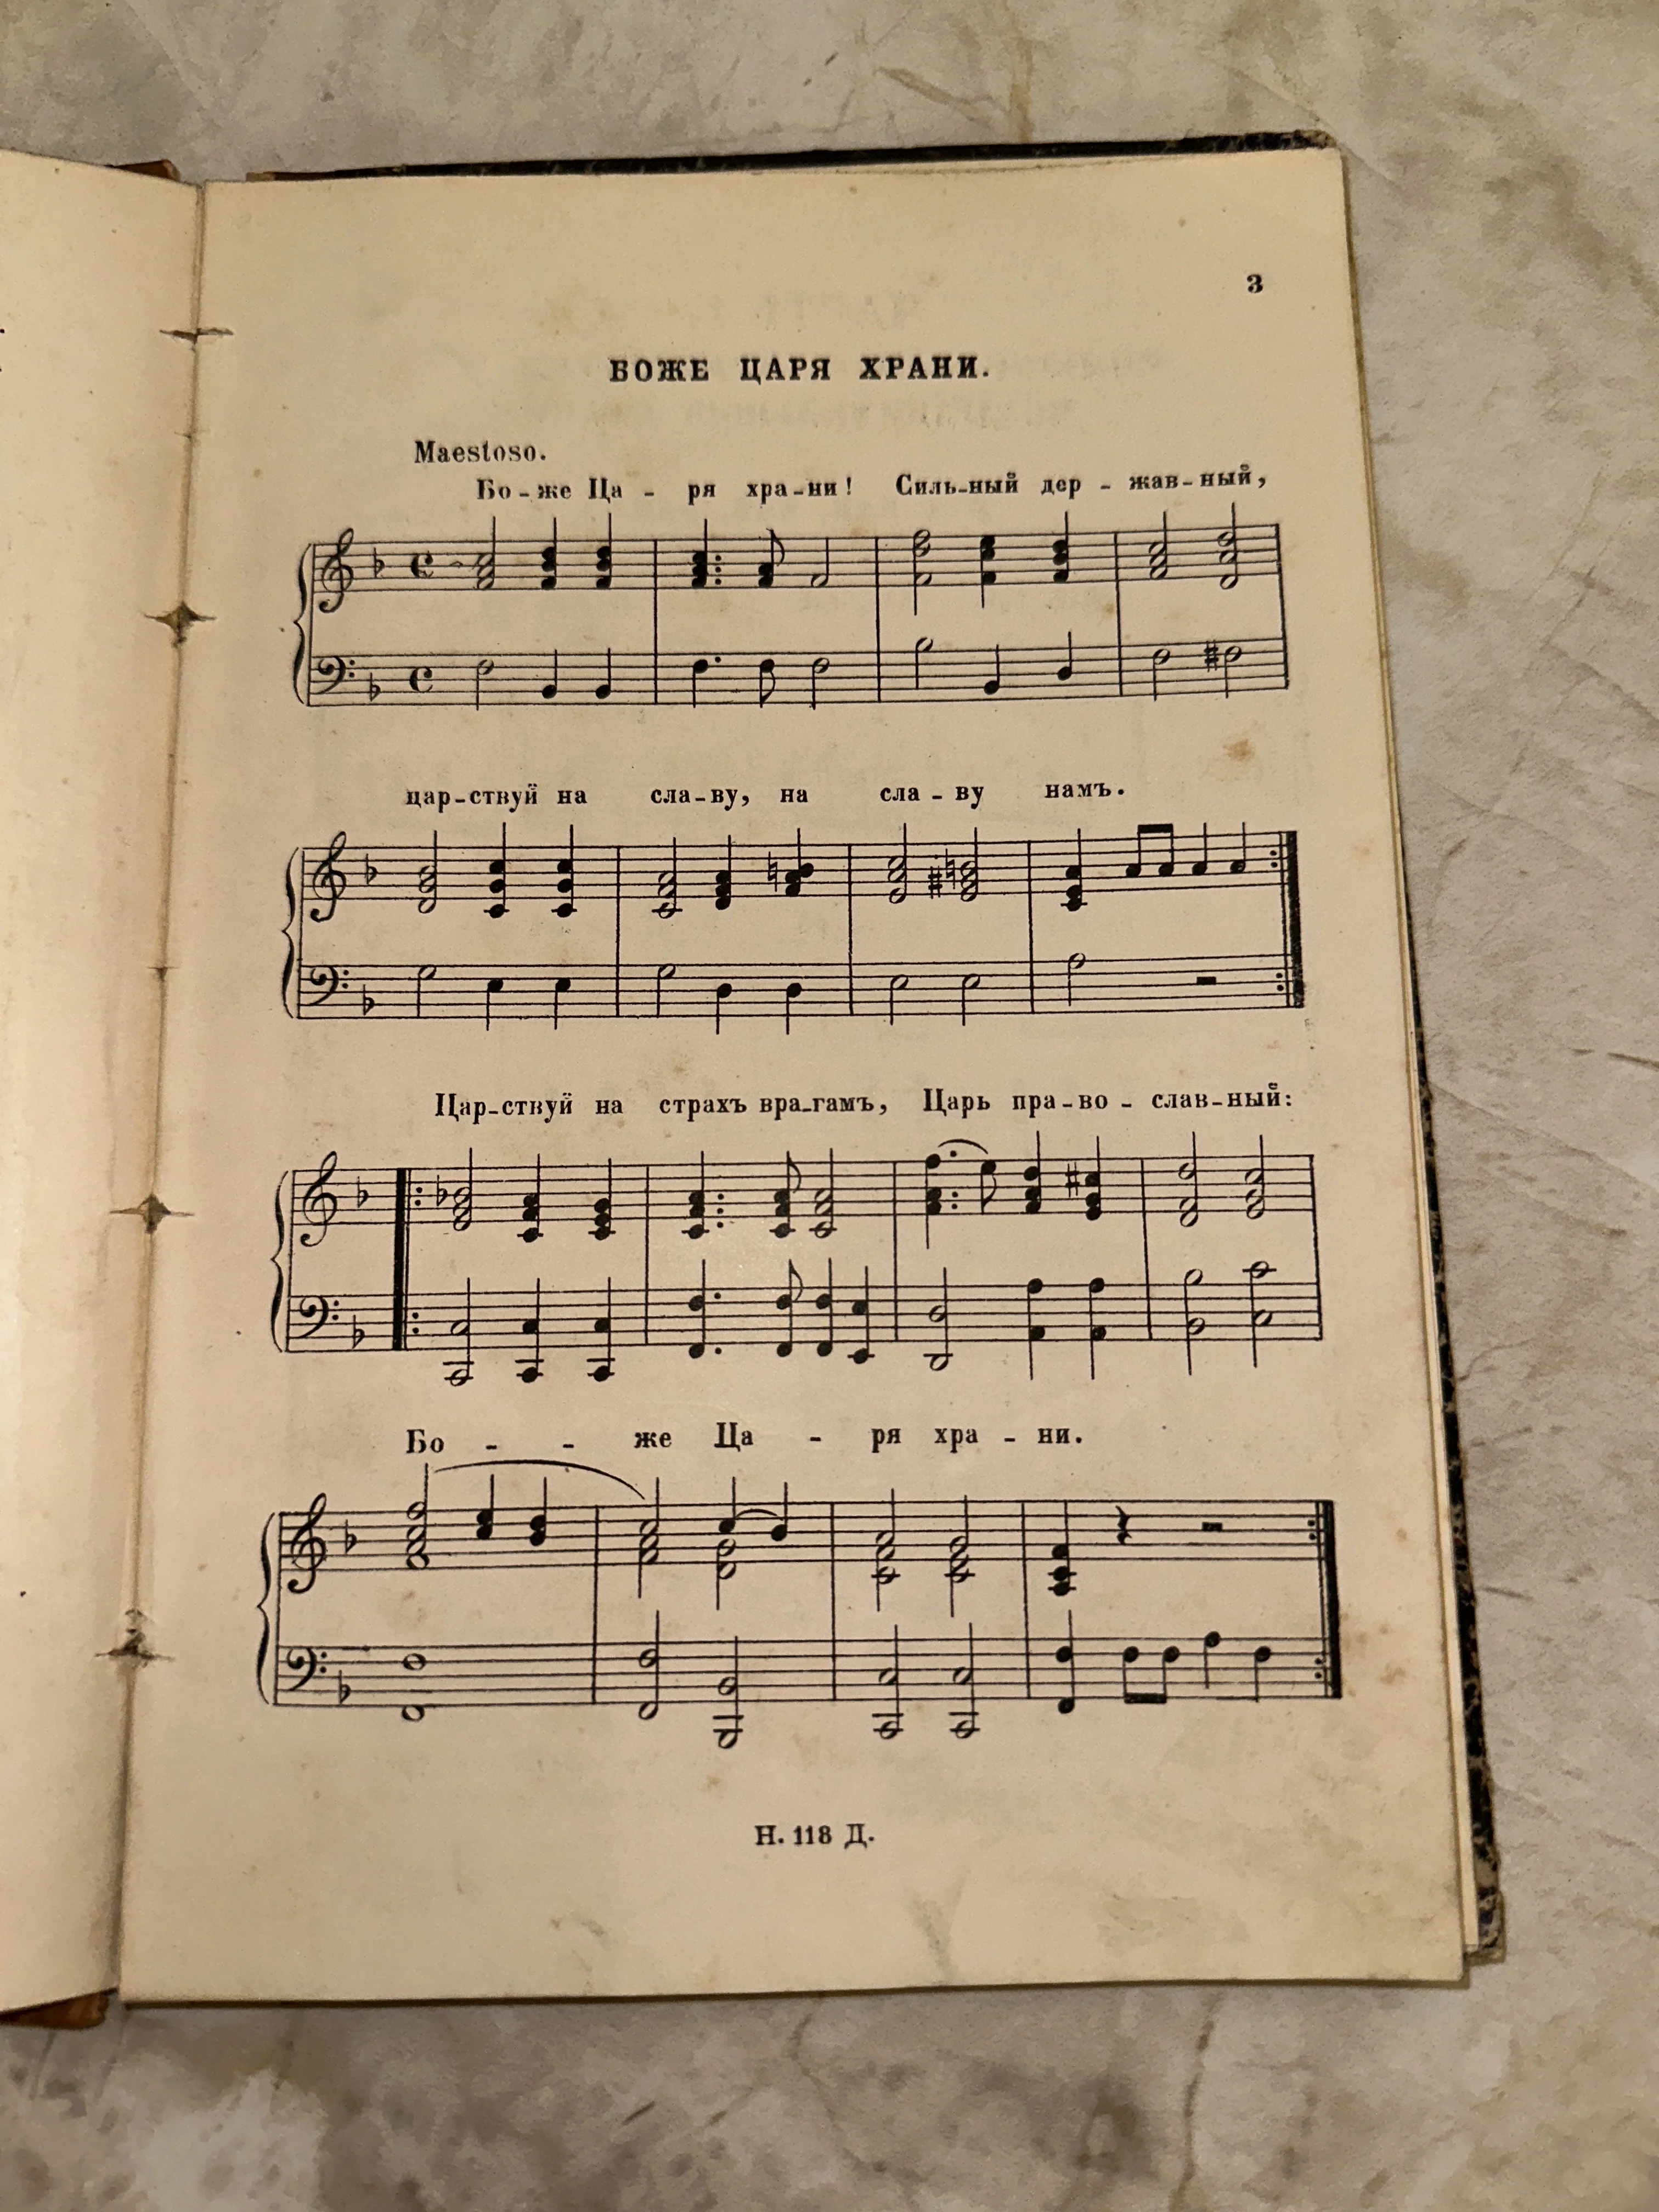 3
БОЖЕ ЦАРЯ ХРАНИ.
Maestoso.
Бо-же Ца - ря хра-ни! Силь-ный дер - жав-ный,
цар-ствуй на сла-ву, на сла - ву намъ.
Цар-ствуй на страхъ вра-гамъ, Царь пра-во - слав-ный:
Бо - - же Ца - ря хра - ни.
Н. 118 Д.